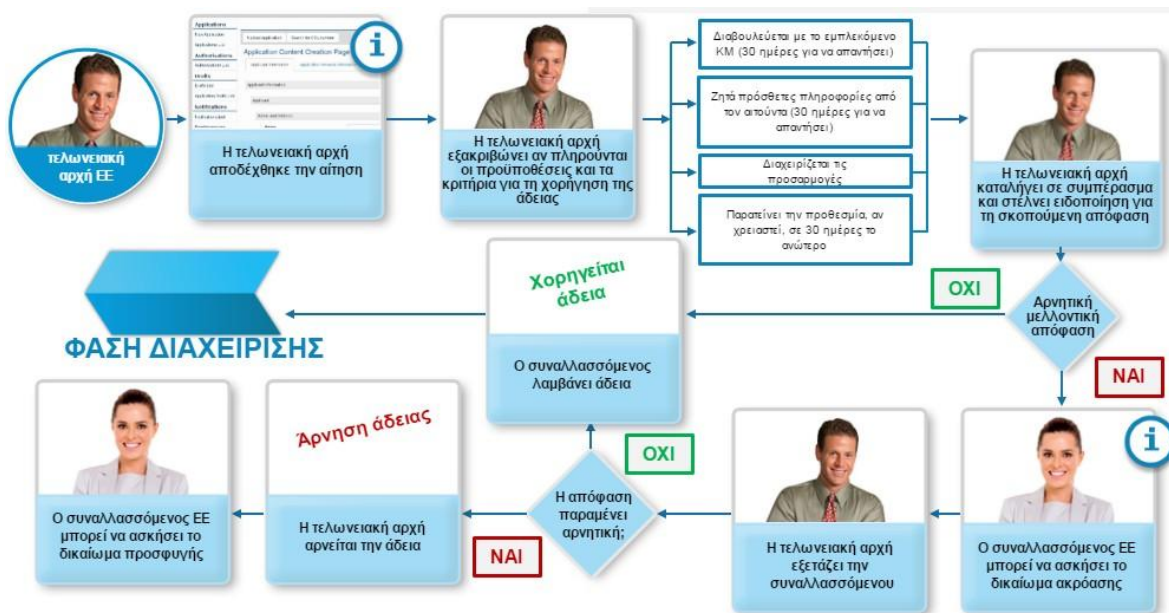 Applications
Authorisations
Notifications
Application Content Creation Page
i
τελωνειακή
αρχή ΕΕ
Η τελωνειακή αρχή
αποδέχθηκε την αίτηση
Η τελωνειακή αρχή
εξακριβώνει αν πληρούνται
οι προϋποθέσεις και τα
κριτήρια για τη χορήγηση της
άδειας
Διαβουλεύεται με το εμπλεκόμενο
ΚΜ (30 ημέρες για να απαντήσει)
Ζητά πρόσθετες πληροφορίες από
τον αιτούντα (30 ημέρες για να
απαντήσει)
Διαχειρίζεται τις
προσαρμογές
Παρατείνει την προθεσμία, αν
χρειαστεί, σε 30 ημέρες το
ανώτερο
Η τελωνειακή αρχή
καταλήγει σε συμπέρασμα
και στέλνει ειδοποίηση για
τη σκοπούμενη απόφαση
Αρνητική
μελλοντική
απόφαση
ΟΧΙ
Χορηγείται
άδεια
Ο συναλλασσόμενος
λαμβάνει άδεια
ΦΑΣΗ ΔΙΑΧΕΙΡΙΣΗΣ
ΝΑΙ
i
Ο συναλλασσόμενος ΕΕ
μπορεί να ασκήσει το
δικαίωμα ακρόασης
Η τελωνειακή αρχή
εξετάζει την
συναλλασσόμενου
Η απόφαση
παραμένει
αρνητική;
ΟΧΙ
ΝΑΙ
Άρνηση άδειας
Η τελωνειακή αρχή
αρνείται την άδεια
Ο συναλλασσόμενος ΕΕ
μπορεί να ασκήσει το
δικαίωμα προσφυγής